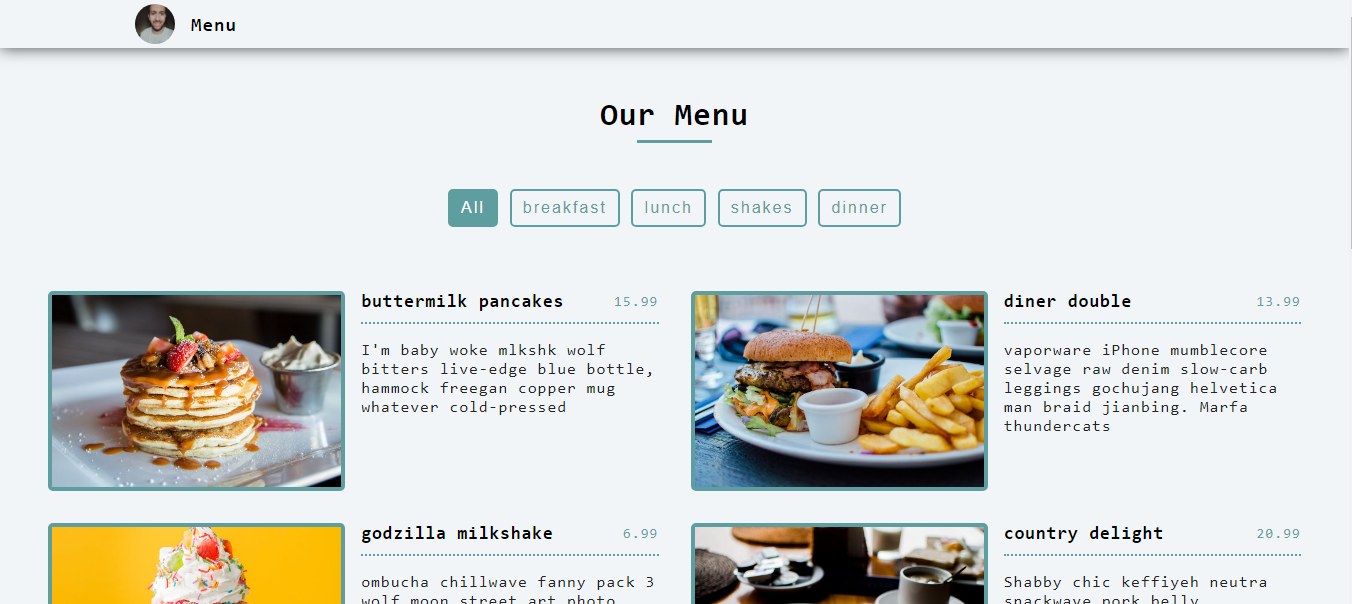 Menu
Our Menu
All
breakfast
lunch
shakes
dinner
buttermilk pancakes 15.99
I'm baby woke mlkshk wolf
bitters live-edge blue bottle,
hammock freegan copper mug
whatever cold-pressed
diner double 13.99
vaporware iPhone mumblecore
selvage raw denim slow-carb
leggings gochujang helvetica
man braid jianbing. Marfa
thundercats
godzilla milkshake 6.99
ombucha chillwave fanny pack 3
wolf moon street art photo
country delight 20.99
Shabby chic keffiyeh neutra
snackwave pork belly